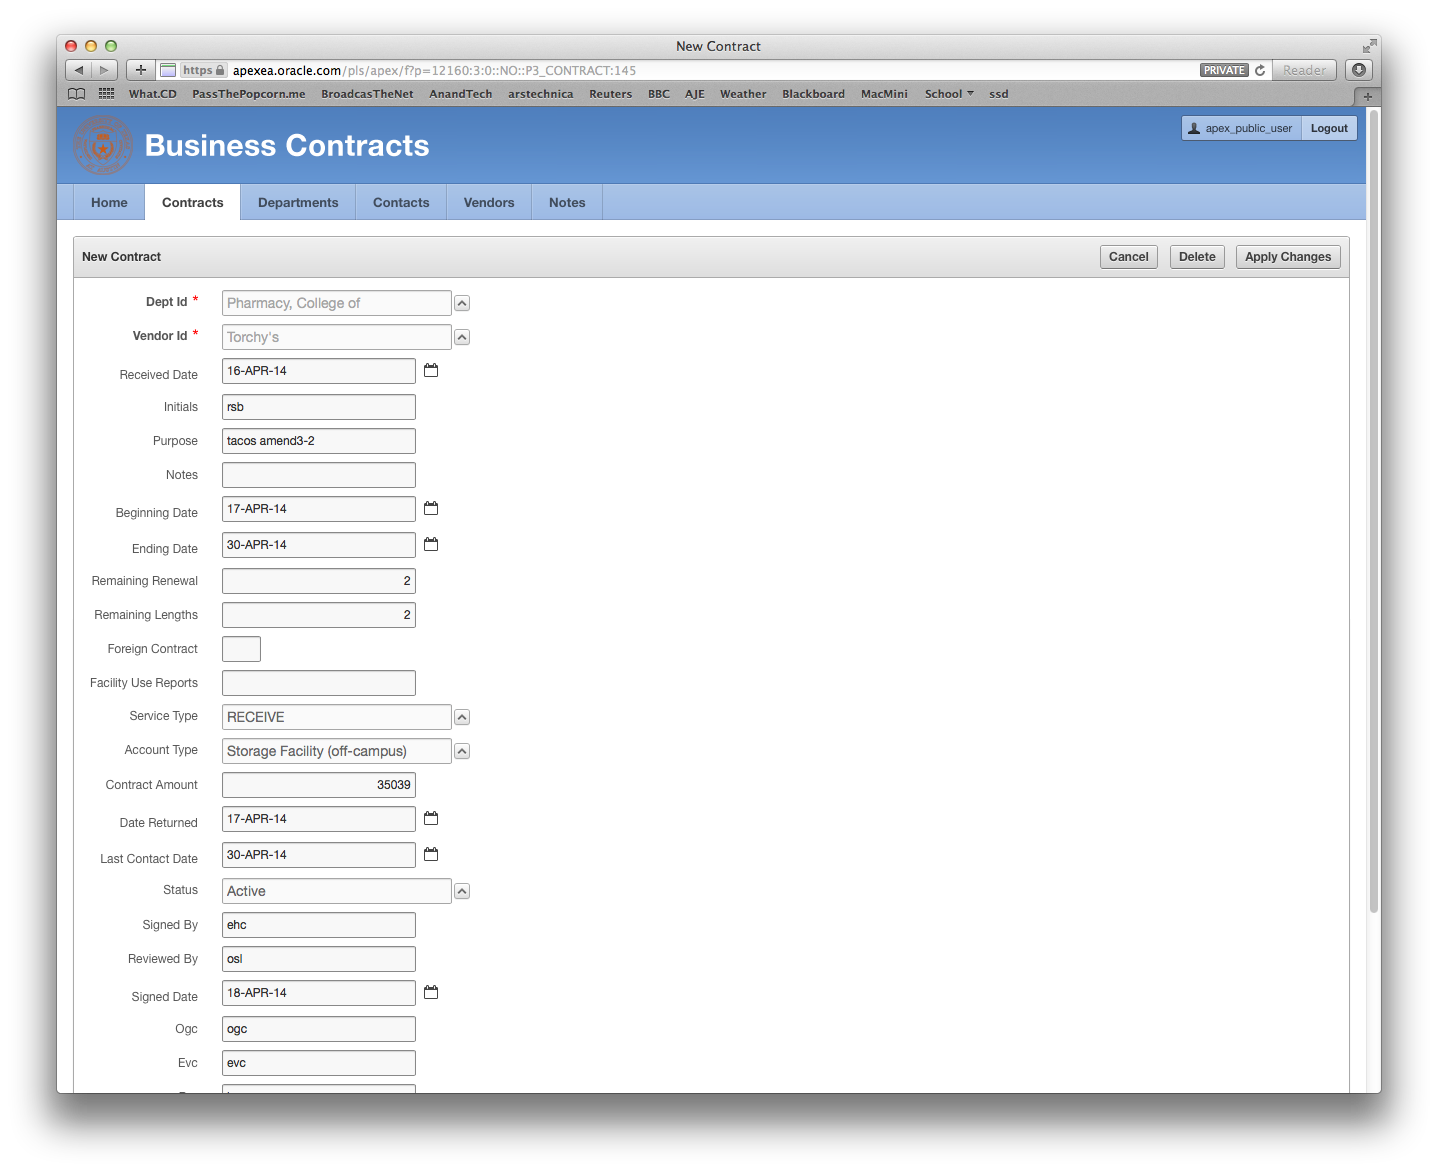 New Contract
https apexea.oracle.com/pls/apex/f?p=12160:3:0::NO::P3_CONTRACT:145 PRIVATE Reader
What.CD PassThePopcorn.me BroadcasTheNet AnandTech arstechnica Reuters BBC AJE Weather Blackboard MacMini School ssd
Business Contracts
apex_public_user Logout
Home Contracts Departments Contacts Vendors Notes
New Contract Cancel Delete Apply Changes
Dept Id * Pharmacy, College of
Vendor Id * Torchy's
Received Date 16-APR-14
Initials rsb
Purpose tacos amend3-2
Notes
Beginning Date 17-APR-14
Ending Date 30-APR-14
Remaining Renewal 2
Remaining Lengths 2
Foreign Contract
Facility Use Reports
Service Type RECEIVE
Account Type Storage Facility (off-campus)
Contract Amount 35039
Date Returned 17-APR-14
Last Contact Date 30-APR-14
Status Active
Signed By ehc
Reviewed By osl
Signed Date 18-APR-14
Ogc ogc
Evc evc